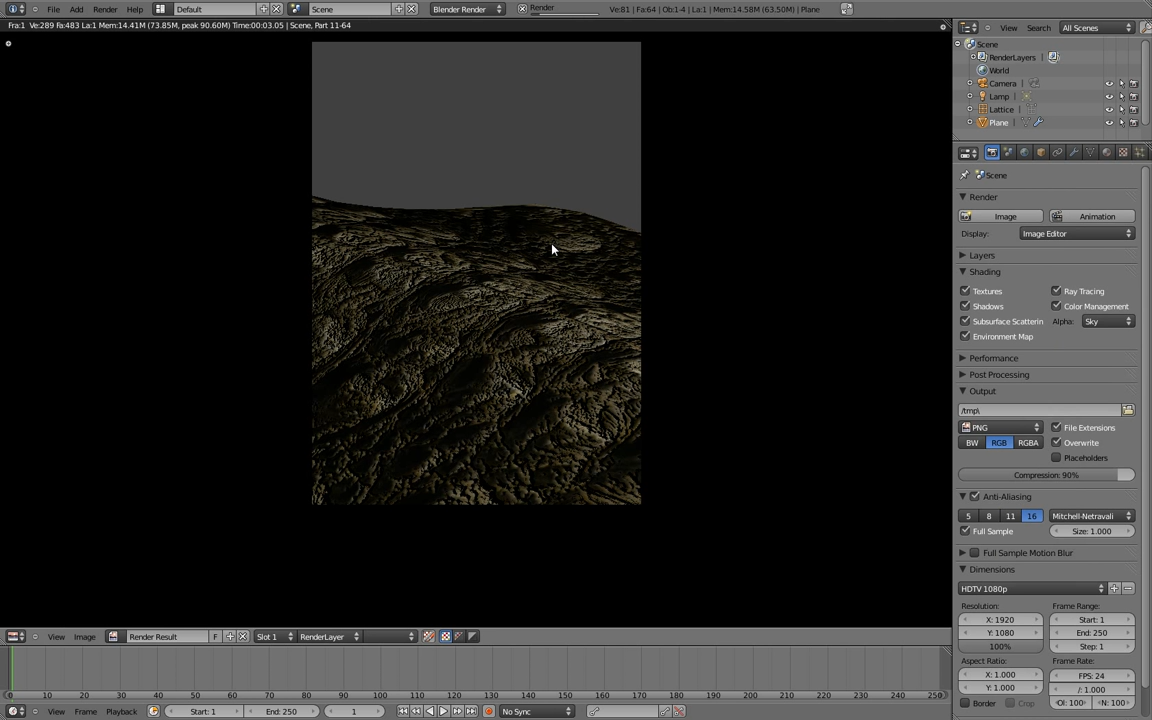 File Add Render Help Default Scene Blender Render Render Ve:81 | Fa:64 | Ob:1-4 | La:1 | Mem:14.58M (63.50M) | Plane
Fra:1 Ve:289 Fa:483 La:1 Mem:14.41M (73.85M, peak 90.60M) Time:00:03.05 | Scene, Part 11-64
View Search All Scenes
Scene
RenderLayers |
World
Camera |
Lamp |
Lattice |
Plane |
Scene
Render
Image Animation
Display: Image Editor
Layers
Shading
Textures Ray Tracing
Shadows Color Management
Subsurface Scatterin Alpha: Sky
Environment Map
Performance
Post Processing
Output
/tmp\
PNG File Extensions
BW RGB RGBA Overwrite
Placeholders
Compression: 90%
Anti-Aliasing
5 8 11 16 Mitchell-Netravali
Full Sample Size: 1.000
Full Sample Motion Blur
Dimensions
HDTV 1080p
Resolution: Frame Range:
X: 1920 Start: 1
Y: 1080 End: 250
100% Step: 1
Aspect Ratio: Frame Rate:
X: 1.000 FPS: 24
Y: 1.000 /: 1.000
Border Crop Ol: 100 N: 100
View Image Render Result F Slot 1 RenderLayer
0 10 20 30 40 50 60 70 80 90 100 110 120 130 140 150 160 170 180 190 200 210 220 230 240 250
View Frame Playback Start: 1 End: 250 1 No Sync